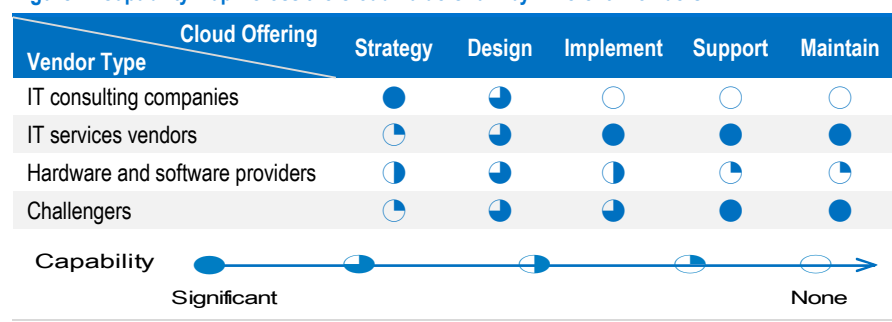 Cloud Offering
Vendor Type
Strategy Design Implement Support Maintain
IT consulting companies
IT services vendors
Hardware and software providers
Challengers
Capability
Significant None